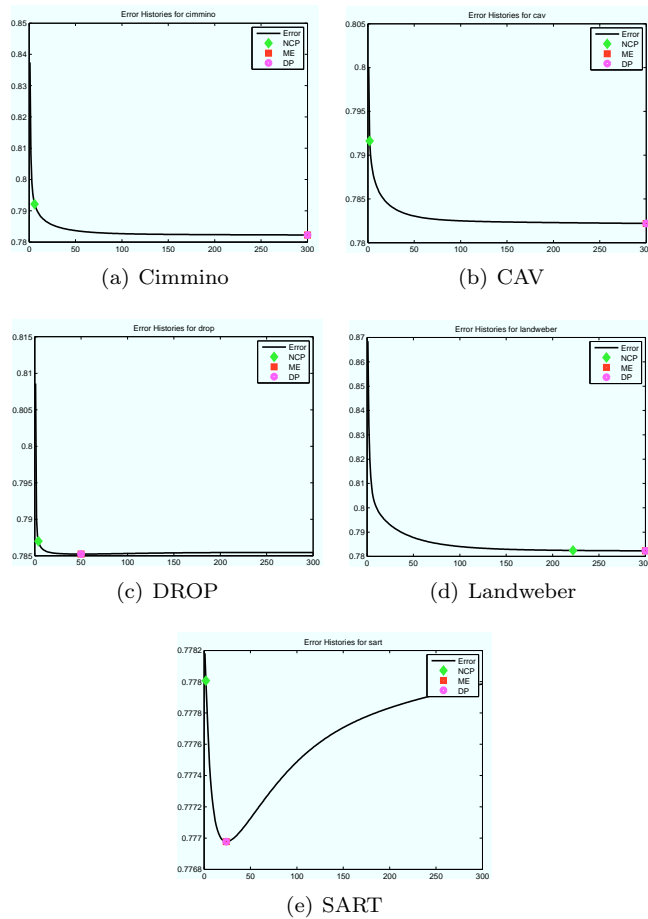 Error Histories for cimmino
0.85
0.84
0.83
0.82
0.81
0.8
0.79
0.78
0 50 100 150 200 250 300
Error
NCP
ME
DP
(a) Cimmino
Error Histories for cav
0.805
0.8
0.795
0.79
0.785
0.78
0 50 100 150 200 250 300
Error
NCP
ME
DP
(b) CAV
Error Histories for drop
0.815
0.81
0.805
0.8
0.795
0.79
0.785
0 50 100 150 200 250 300
Error
NCP
ME
DP
(c) DROP
Error Histories for landweber
0.87
0.86
0.85
0.84
0.83
0.82
0.81
0.8
0.79
0.78
0 50 100 150 200 250 300
Error
NCP
ME
DP
(d) Landweber
Error Histories for sart
0.7782
0.778
0.7778
0.7776
0.7774
0.7772
0.777
0.7768
0 50 100 150 200 250 300
Error
NCP
ME
DP
(e) SART